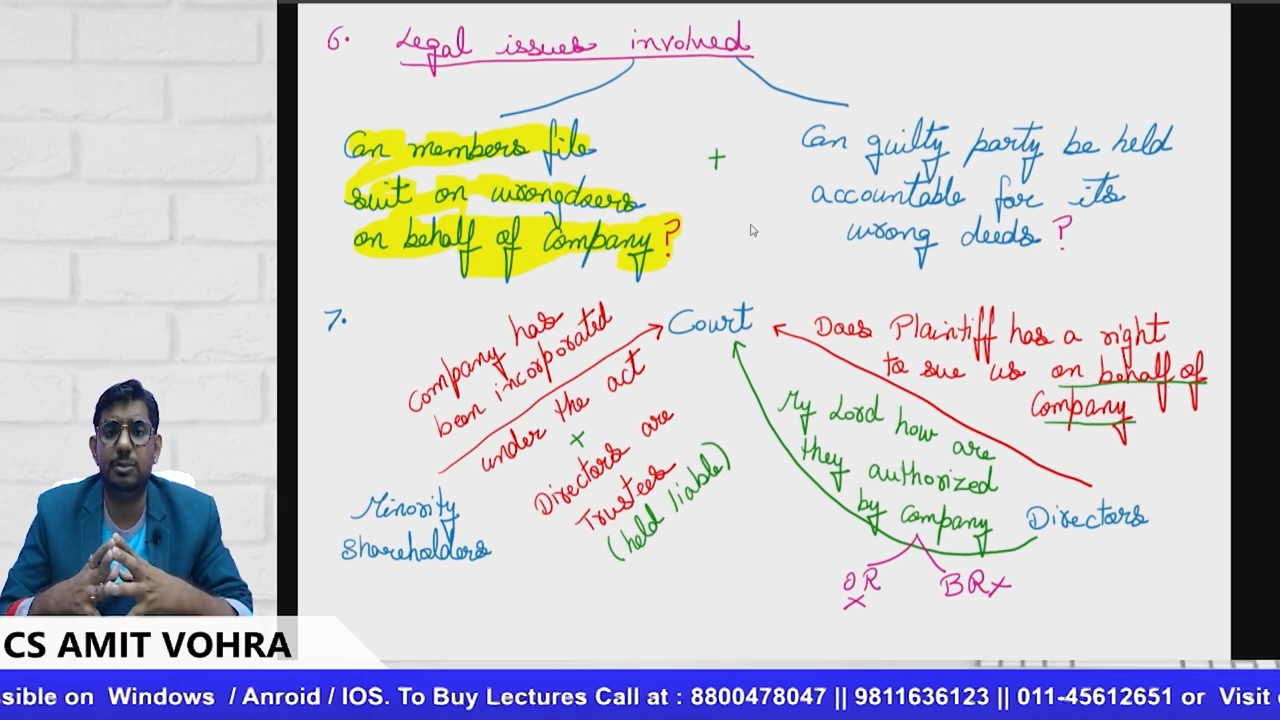 6. Legal issues involved
Can members file
suit on wrongdoers
on behalf of Company?
+
Can guilty party be held
accountable for its
wrong deeds?
7.
Court
company has
been incorporated
under the act
+
Directors are
Trustees
(held liable)
Minority
shareholders
Does Plaintiff has a right
to sue us on behalf of
Company
My Lord how are
they authorized
by company
Directors
OR
x
BRx
CS AMIT VOHRA
ssible on Windows / Anroid / IOS. To Buy Lectures Call at : 8800478047 || 9811636123 || 011-45612651 or Visit